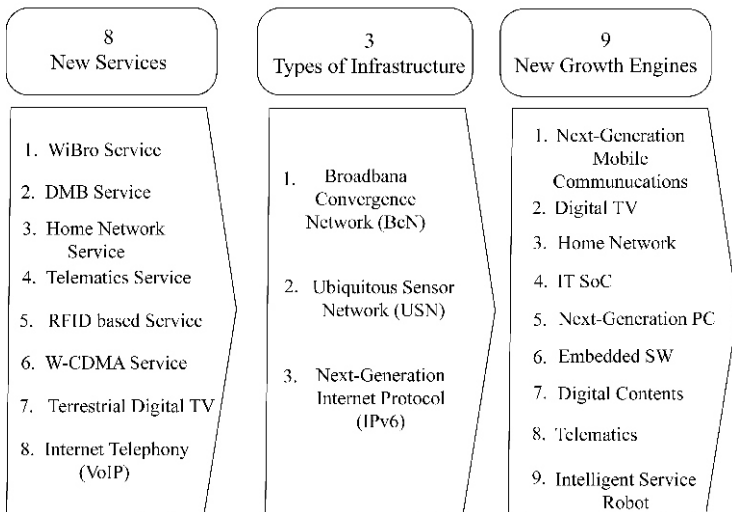 8
New Services
1. WiBro Service
2. DMB Service
3. Home Network
Service
4. Telematics Service
5. RFID based Service
6. W-CDMA Service
7. Terrestrial Digital TV
8. Internet Telephony
(VoIP)
3
Types of Infrastructure
1. Broadbana
Convergence
Network (BcN)
2. Ubiquitous Sensor
Network (USN)
3. Next-Generation
Internet Protocol
(IPv6)
9
New Growth Engines
1. Next-Generation
Mobile
Communucations
2. Digital TV
3. Home Network
4. IT SoC
5. Next-Generation PC
6. Embedded SW
7. Digital Contents
8. Telematics
9. Intelligent Service
Robot